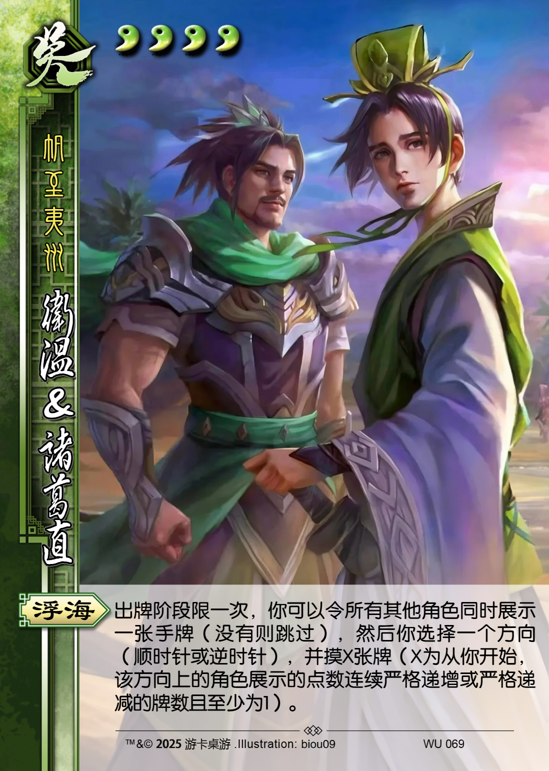 吴
帆至夷州
衛温&諸葛直
浮海
出牌阶段限一次，你可以令所有其他角色同时展示
一张手牌（没有则跳过），然后你选择一个方向
（顺时针或逆时针），并摸X张牌（X为从你开始，
该方向上的角色展示的点数连续严格递增或严格递
减的牌数且至少为1）。
™&© 2025 游卡桌游 .Illustration: biou09
WU 069